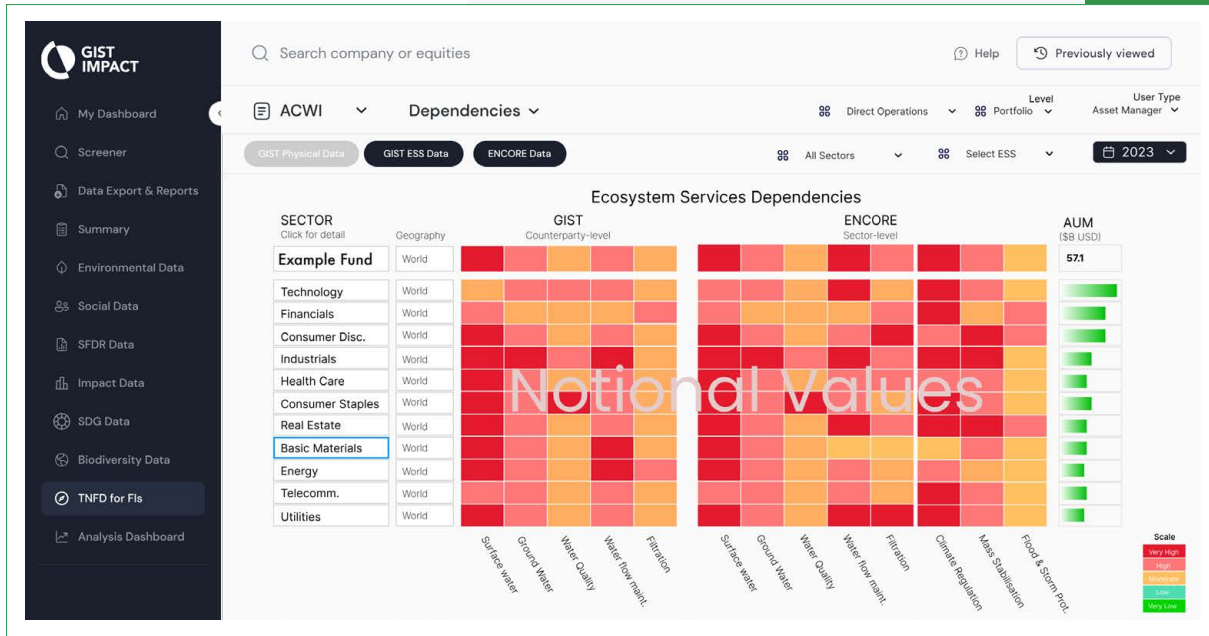 GIST
IMPACT
Search company or equities
Help
Previously viewed
My Dashboard
Screener
Data Export & Reports
Summary
Environmental Data
Social Data
SFDR Data
Impact Data
SDG Data
Biodiversity Data
TNFD for FIs
Analysis Dashboard
ACWI
Dependencies
Direct Operations
Level
Portfolio
User Type
Asset Manager
GIST Physical Data
GIST ESS Data
ENCORE Data
All Sectors
Select ESS
2023
Ecosystem Services Dependencies
SECTOR
Click for detail
Geography
GIST
Counterparty-level
ENCORE
Sector-level
AUM
($B USD)
Example Fund World 57.1
Technology World
Financials World
Consumer Disc. World
Industrials World
Health Care World
Consumer Staples World
Real Estate World
Basic Materials World
Energy World
Telecomm. World
Utilities World
Notional Values
Surface water
Ground Water
Water Quality
Water flow maint.
Filtration
Surface water
Ground Water
Water Quality
Water flow maint.
Filtration
Climate Regulation
Mass Stabilisation
Flood & Storm Prot.
Scale
Very High
High
Moderate
Low
Very Low